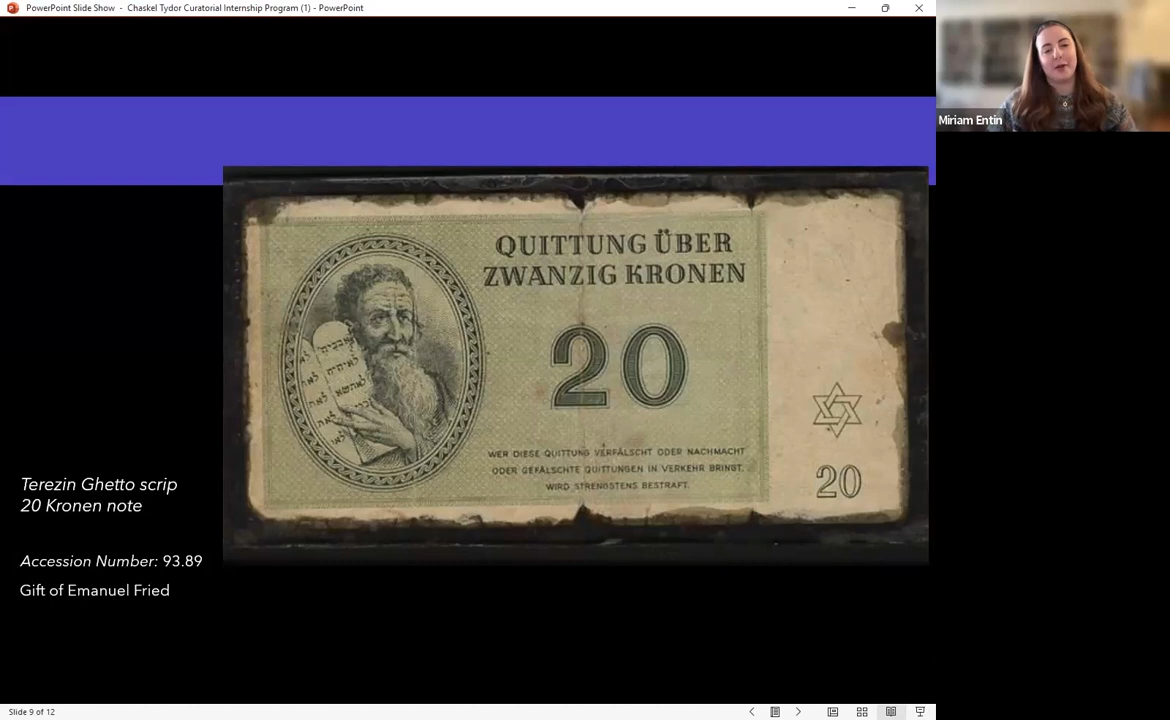 PowerPoint Slide Show - Chaskel Tydor Curatorial Internship Program (1) - PowerPoint
Miriam Entin
QUITTUNG ÜBER
ZWANZIG KRONEN
20
WER DIESE QUITTUNG VERFÄLSCHT ODER NACHMACHT
ODER GEFÄLSCHTE QUITTUNGEN IN VERKEHR BRINGT,
WIRD STRENGSTENS BESTRAFT.
20
Terezin Ghetto scrip
20 Kronen note
Accession Number: 93.89
Gift of Emanuel Fried
Slide 9 of 12